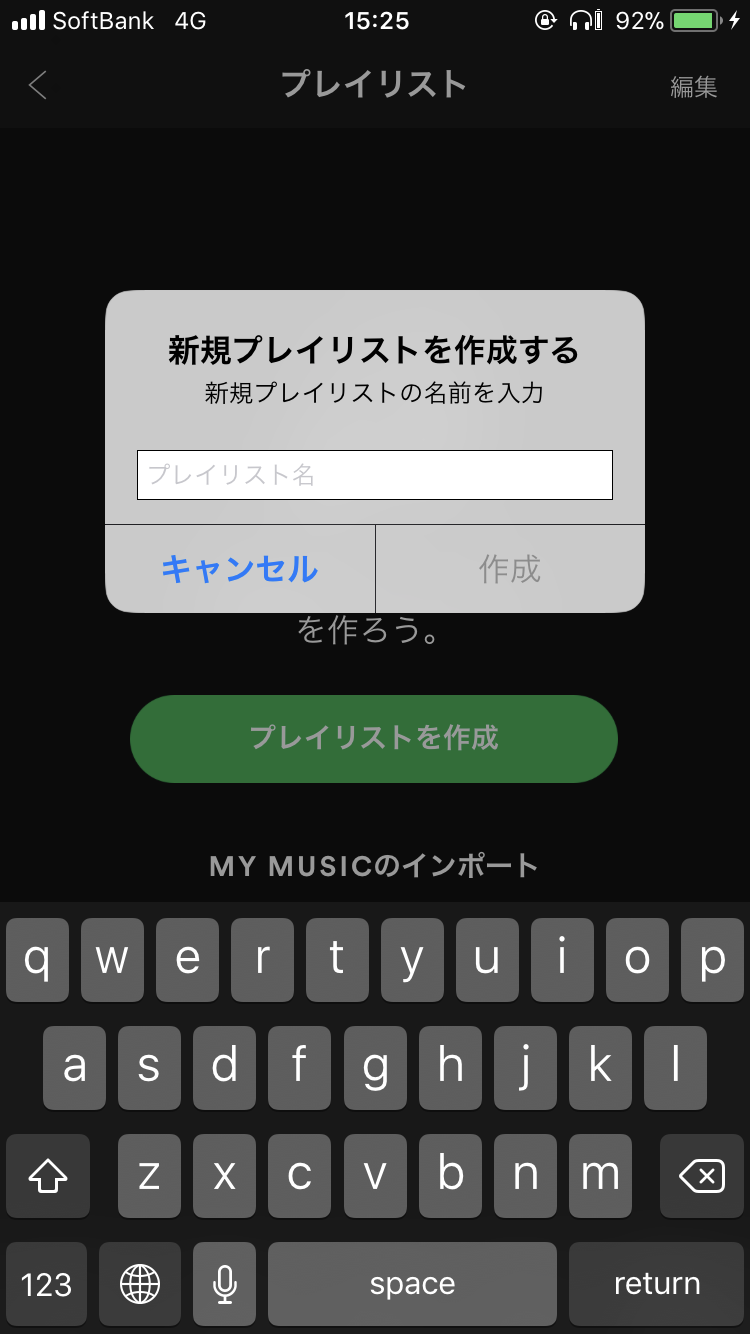 SoftBank 4G 15:25 92%
プレイリスト 編集
新規プレイリストを作成する
新規プレイリストの名前を入力
プレイリスト名
キャンセル 作成
を作ろう。
プレイリストを作成
MY MUSICのインポート
q w e r t y u i o p
a s d f g h j k l
z x c v b n m
123 space return